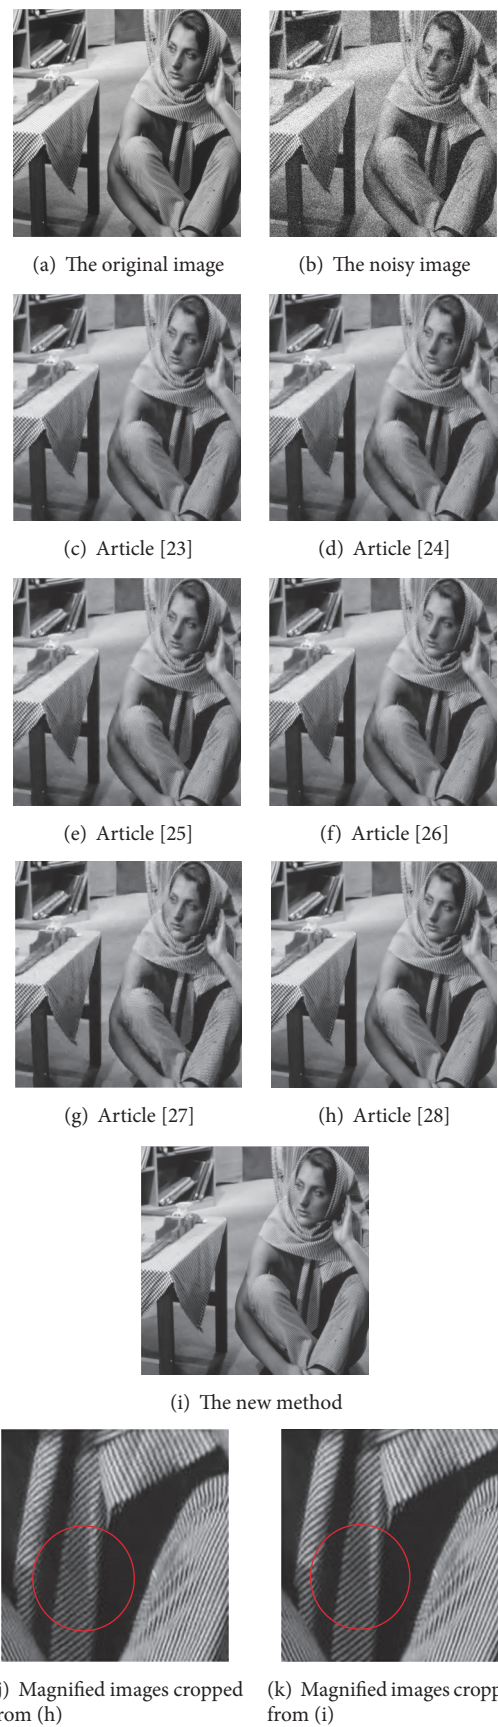 (a) The original image
(b) The noisy image
(c) Article [23]
(d) Article [24]
(e) Article [25]
(f) Article [26]
(g) Article [27]
(h) Article [28]
(i) The new method
j) Magnified images cropped
rom (h)
(k) Magnified images cropp
from (i)